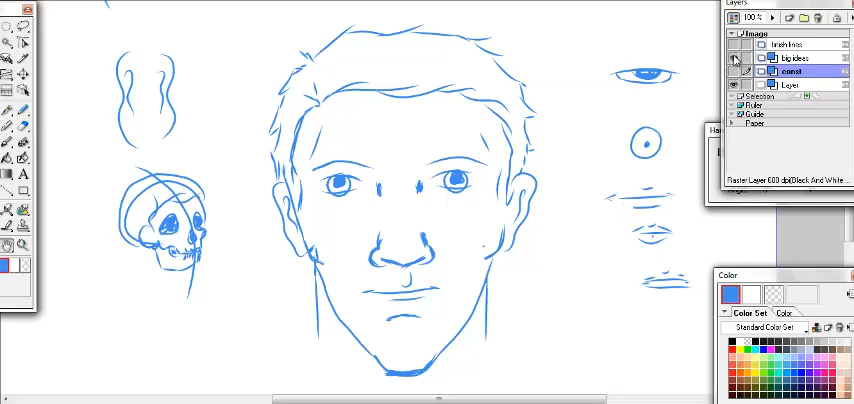 Layers
100 %
Image
finish lines
big ideas
const
Layer
Selection
Ruler
Guide
Paper
Raster Layer 600 dpi(Black And White...
Color
Color Set
Color
Standard Color Set
A